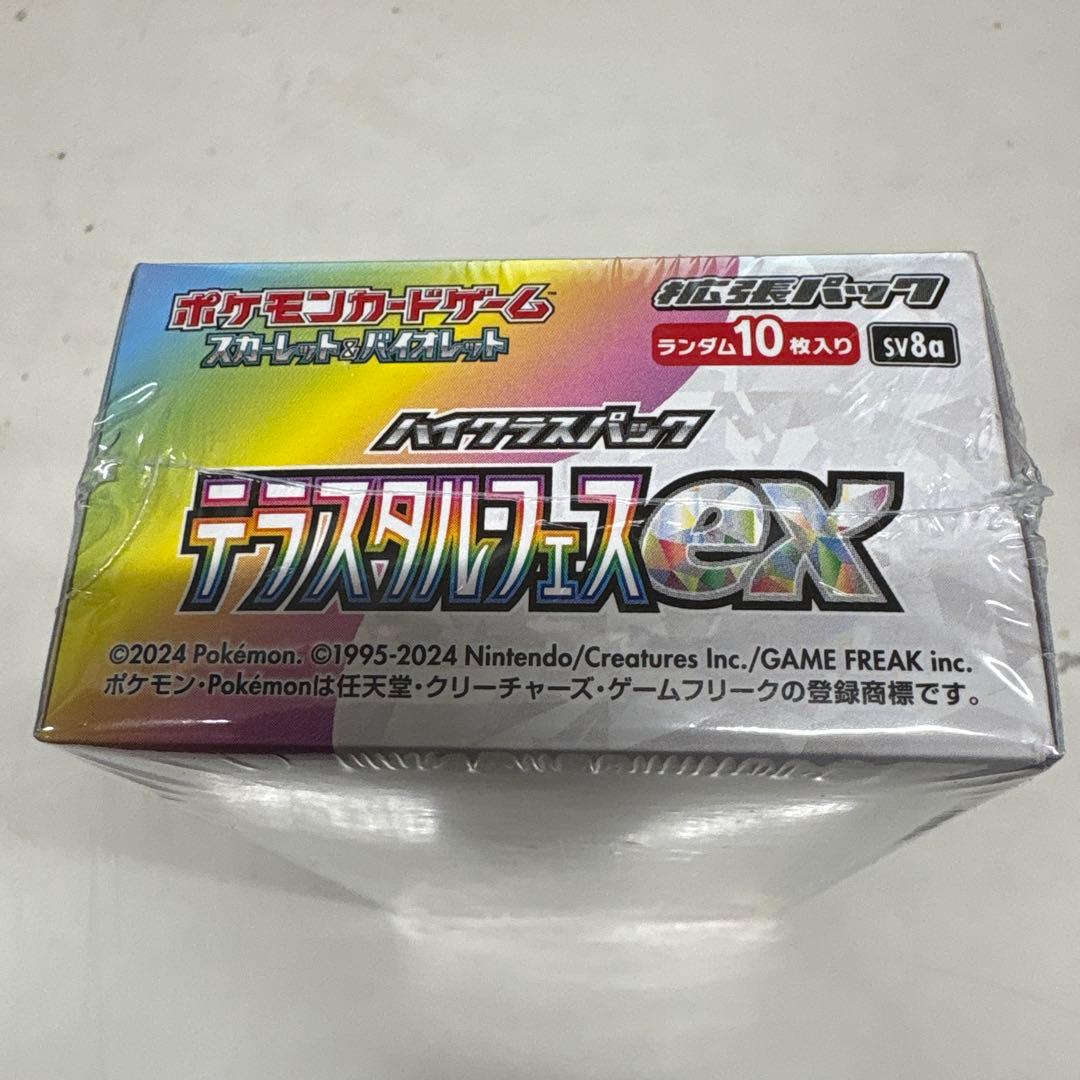 ポケモンカードゲーム™
スカーレット&バイオレット
拡張パック
ランダム10枚入り
SV8a
ハイクラスパック
テラスタルフェスex
©2024 Pokémon. ©1995-2024 Nintendo/Creatures Inc./GAME FREAK inc.
ポケモン・Pokémonは任天堂・クリーチャーズ・ゲームフリークの登録商標です。